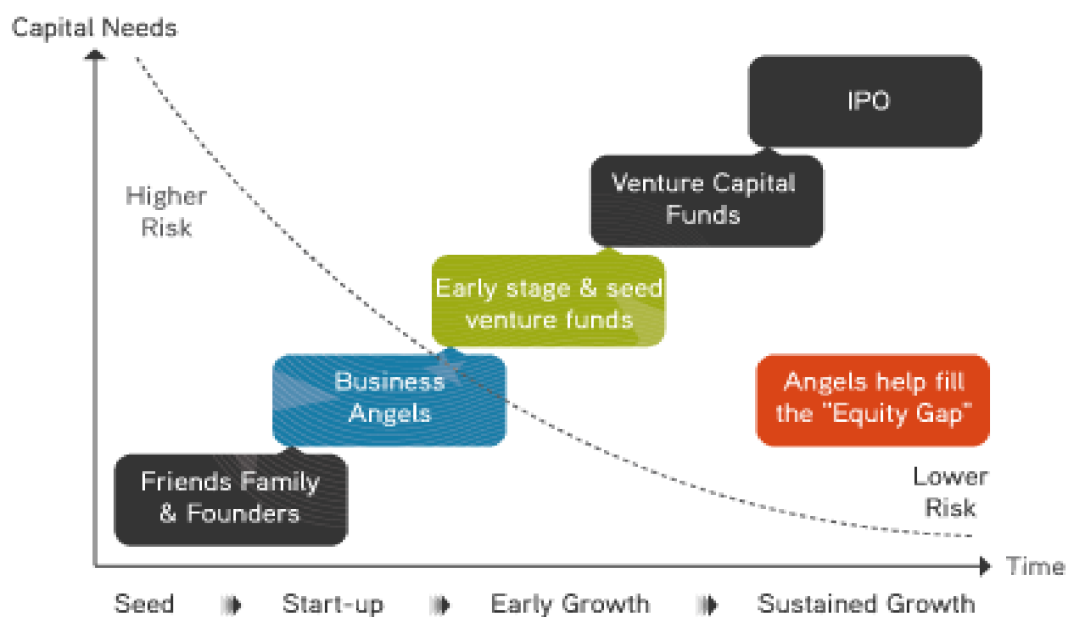 Capital Needs
IPO
Venture Capital
Funds
Higher
Risk
Early stage & seed
venture funds
Business
Angels
Angels help fill
the "Equity Gap"
Friends Family
& Founders
Lower
Risk
Time
Seed
Start-up
Early Growth
Sustained Growth